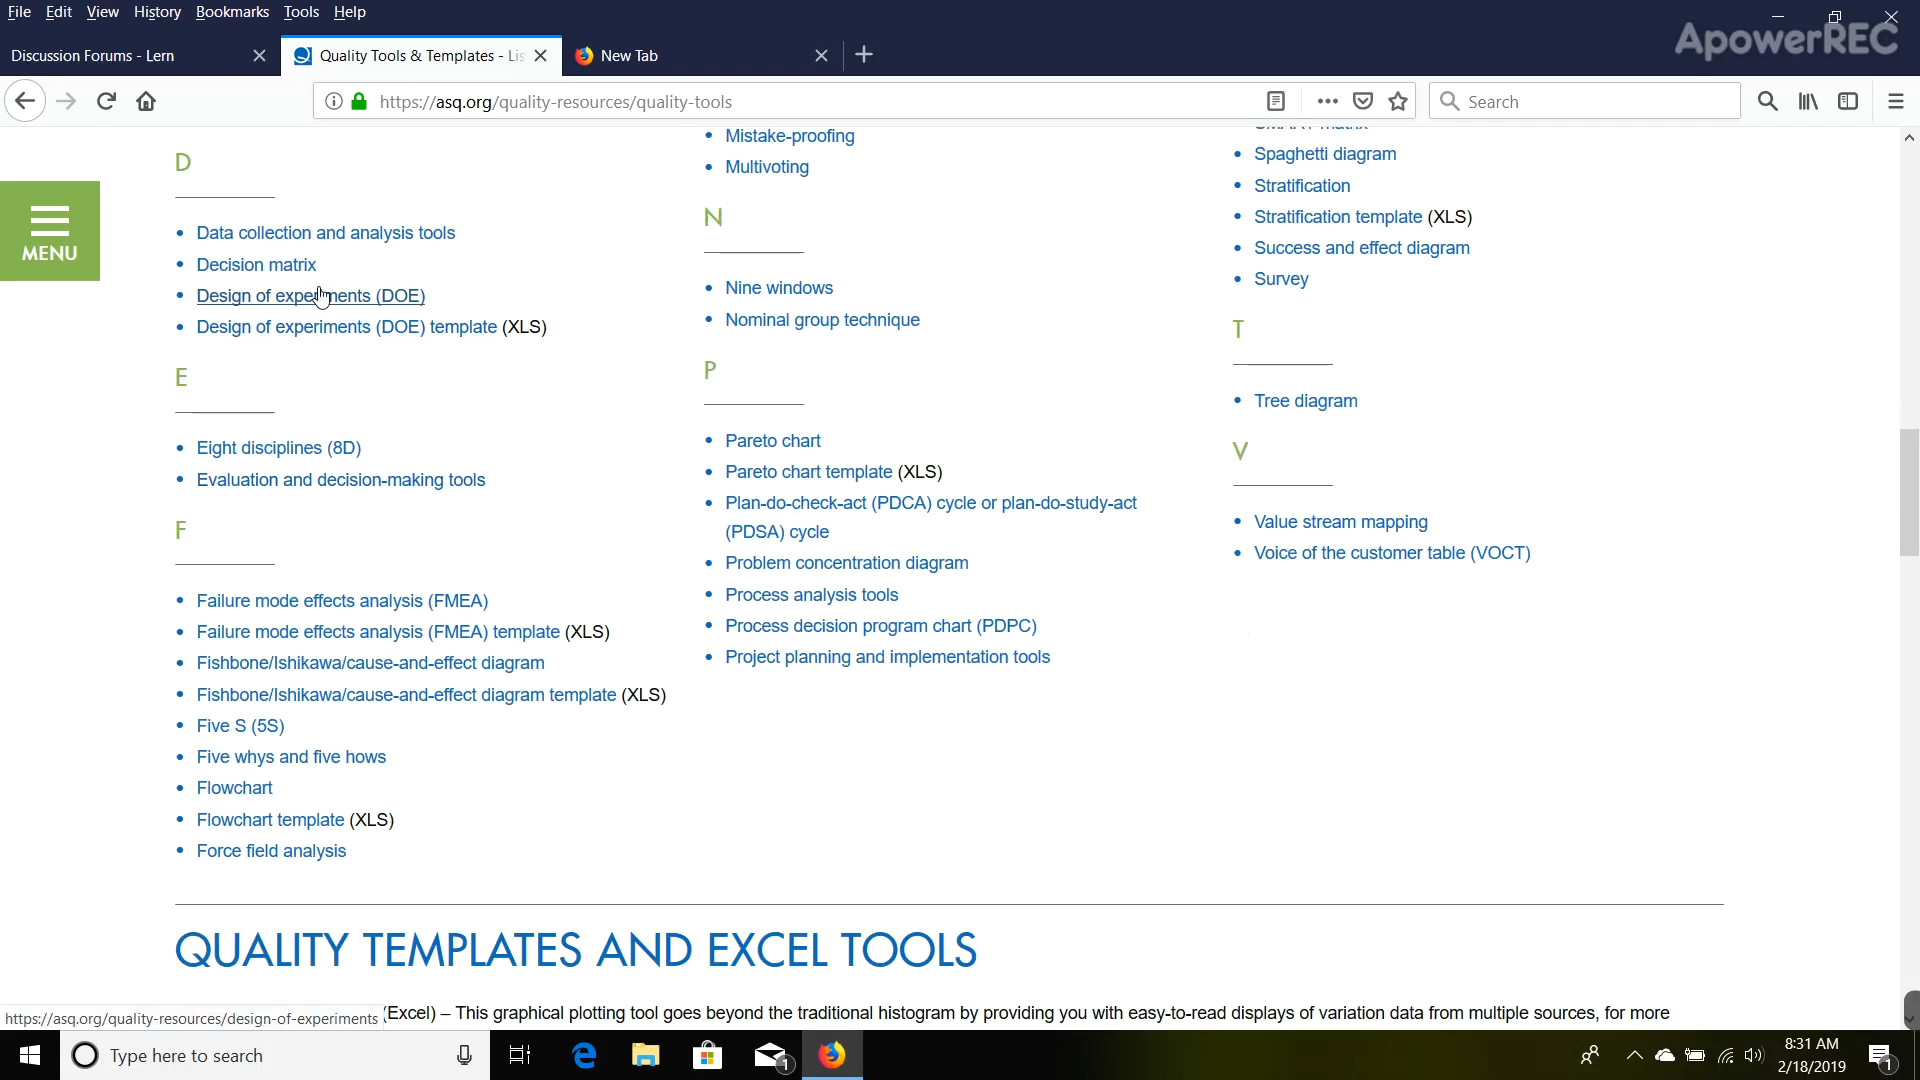 File Edit View History Bookmarks Tools Help
ApowerREC
Discussion Forums - Lern
Quality Tools & Templates - Lis
New Tab
https://asq.org/quality-resources/quality-tools
Search
MENU
D
Data collection and analysis tools
Decision matrix
Design of experiments (DOE)
Design of experiments (DOE) template (XLS)
E
Eight disciplines (8D)
Evaluation and decision-making tools
F
Failure mode effects analysis (FMEA)
Failure mode effects analysis (FMEA) template (XLS)
Fishbone/Ishikawa/cause-and-effect diagram
Fishbone/Ishikawa/cause-and-effect diagram template (XLS)
Five S (5S)
Five whys and five hows
Flowchart
Flowchart template (XLS)
Force field analysis
Mistake-proofing
Multivoting
N
Nine windows
Nominal group technique
P
Pareto chart
Pareto chart template (XLS)
Plan-do-check-act (PDCA) cycle or plan-do-study-act
(PDSA) cycle
Problem concentration diagram
Process analysis tools
Process decision program chart (PDPC)
Project planning and implementation tools
SMART matrix
Spaghetti diagram
Stratification
Stratification template (XLS)
Success and effect diagram
Survey
T
Tree diagram
V
Value stream mapping
Voice of the customer table (VOCT)
QUALITY TEMPLATES AND EXCEL TOOLS
(Excel) – This graphical plotting tool goes beyond the traditional histogram by providing you with easy-to-read displays of variation data from multiple sources, for more
https://asq.org/quality-resources/design-of-experiments
Type here to search
1
8:31 AM
2/18/2019
1